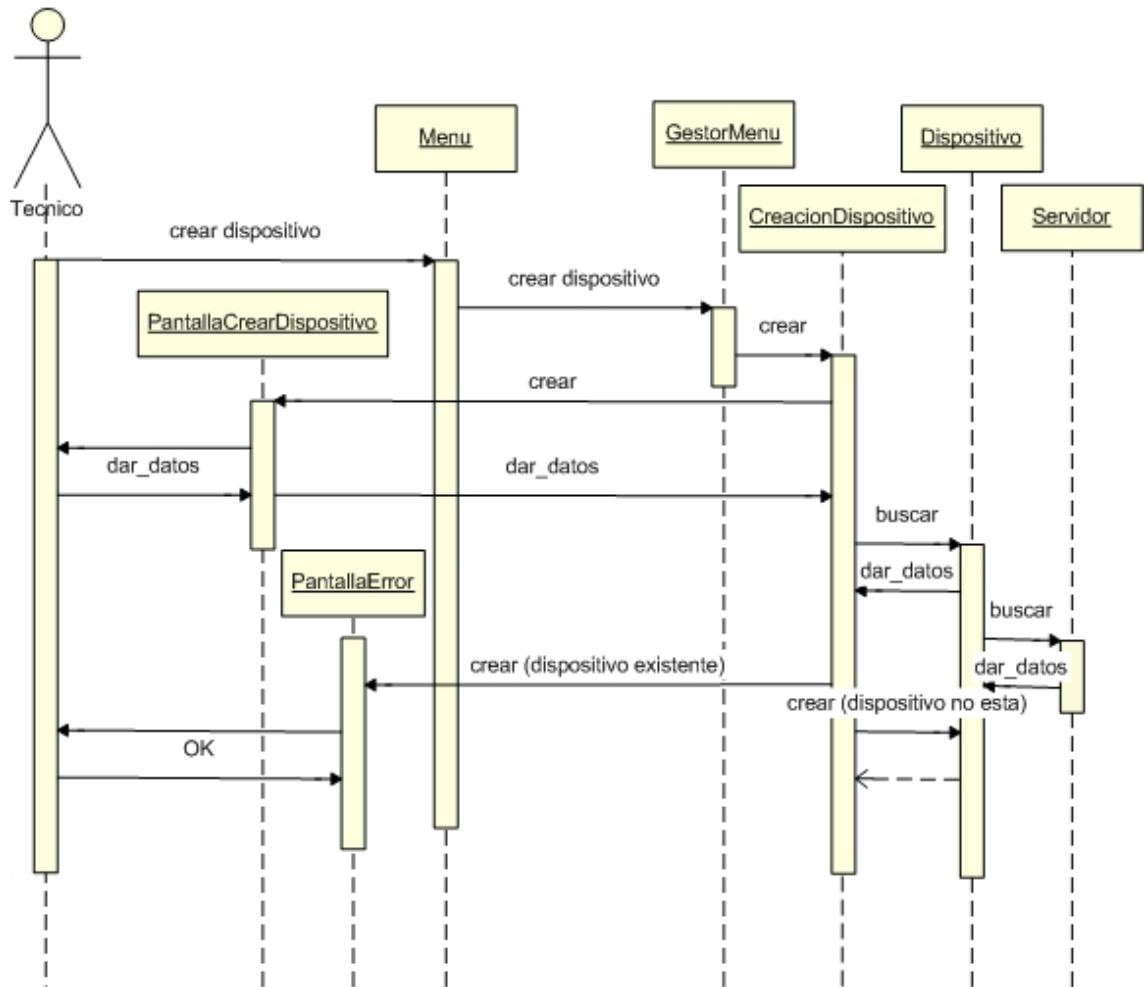 Menu
GestorMenu
Dispositivo
Tecnico
CreacionDispositivo
Servidor
crear dispositivo
crear dispositivo
PantallaCrearDispositivo
crear
crear
dar_datos
dar_datos
buscar
PantallaError
dar_datos
buscar
crear (dispositivo existente)
dar_datos
crear (dispositivo no esta)
OK